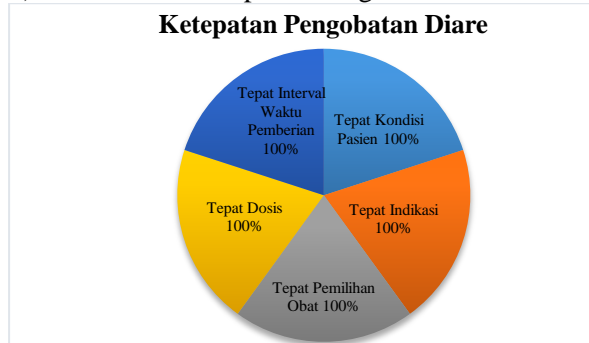 Ketepatan Pengobatan Diare
Tepat Interval
Waktu
Pemberian
100%
Tepat Kondisi
Pasien 100%
Tepat Dosis
100%
Tepat Indikasi
100%
Tepat Pemilihan
Obat 100%